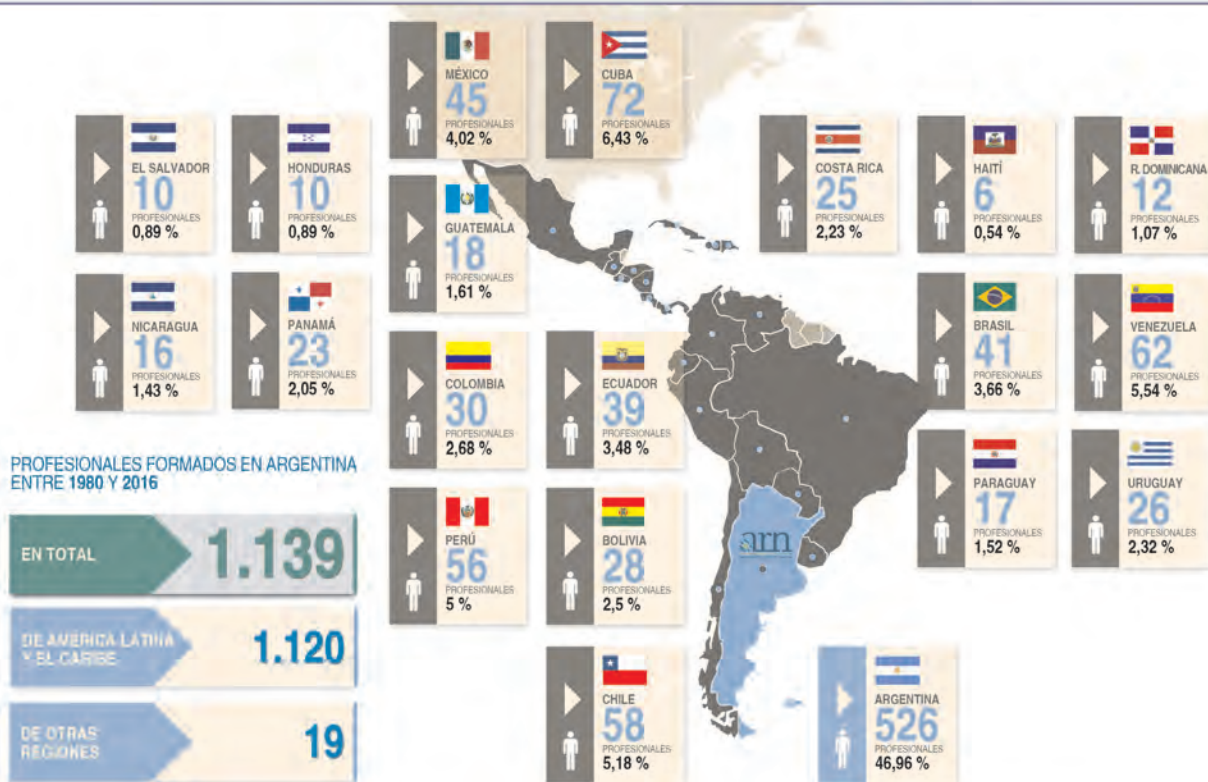 MÉXICO
45
PROFESIONALES
4,02 %
CUBA
72
PROFESIONALES
6,43 %
EL SALVADOR
10
PROFESIONALES
0,89 %
HONDURAS
10
PROFESIONALES
0,89 %
GUATEMALA
18
PROFESIONALES
1,61 %
COSTA RICA
25
PROFESIONALES
2,23 %
HAITÍ
6
PROFESIONALES
0,54 %
R. DOMINICANA
12
PROFESIONALES
1,07 %
NICARAGUA
16
PROFESIONALES
1,43 %
PANAMÁ
23
PROFESIONALES
2,05 %
COLOMBIA
30
PROFESIONALES
2,68 %
ECUADOR
39
PROFESIONALES
3,48 %
BRASIL
41
PROFESIONALES
3,66 %
VENEZUELA
62
PROFESIONALES
5,54 %
PERÚ
56
PROFESIONALES
5 %
BOLIVIA
28
PROFESIONALES
2,5 %
PARAGUAY
17
PROFESIONALES
1,52 %
URUGUAY
26
PROFESIONALES
2,32 %
arn
CHILE
58
PROFESIONALES
5,18 %
ARGENTINA
526
PROFESIONALES
46,96 %
PROFESIONALES FORMADOS EN ARGENTINA
ENTRE 1980 Y 2016
EN TOTAL
1.139
DE AMÉRICA LATINA
Y EL CARIBE
1.120
DE OTRAS
REGIONES
19